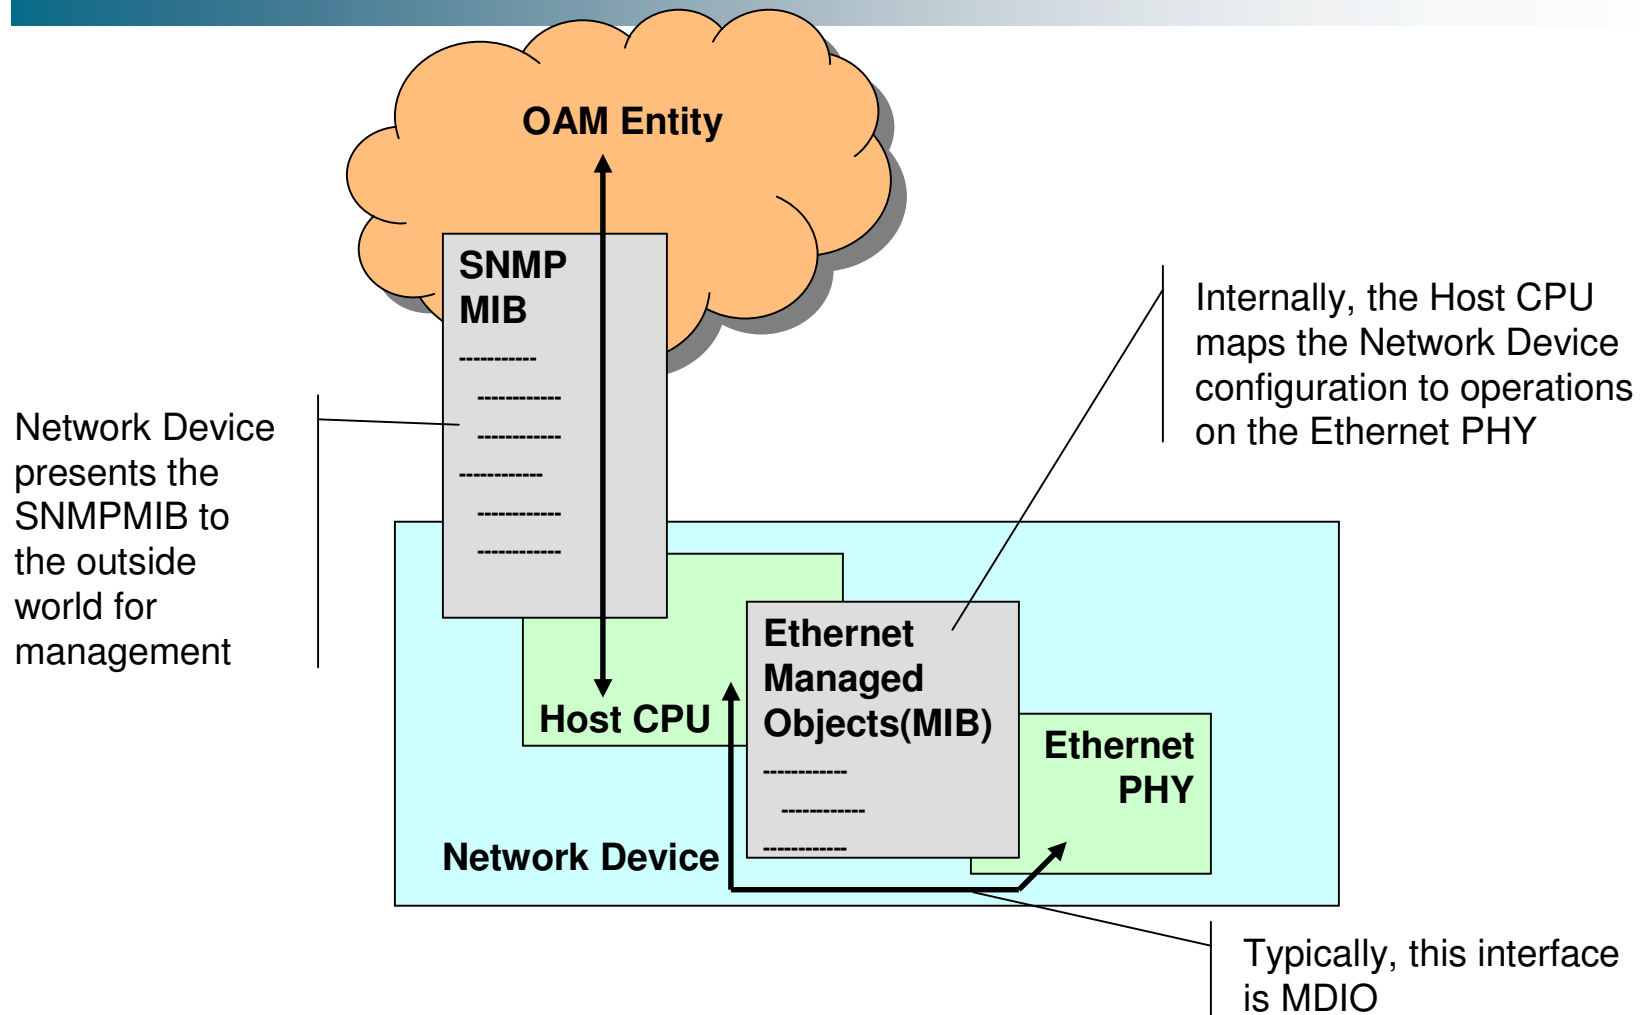 OAM Entity
SNMP
MIB
-----------
------------
------------
------------
------------
------------
Network Device
presents the
SNMPMIB to
the outside
world for
management
Internally, the Host CPU
maps the Network Device
configuration to operations
on the Ethernet PHY
Host CPU
Ethernet
Managed
Objects(MIB)
------------
------------
------------
Ethernet
PHY
Network Device
Typically, this interface
is MDIO